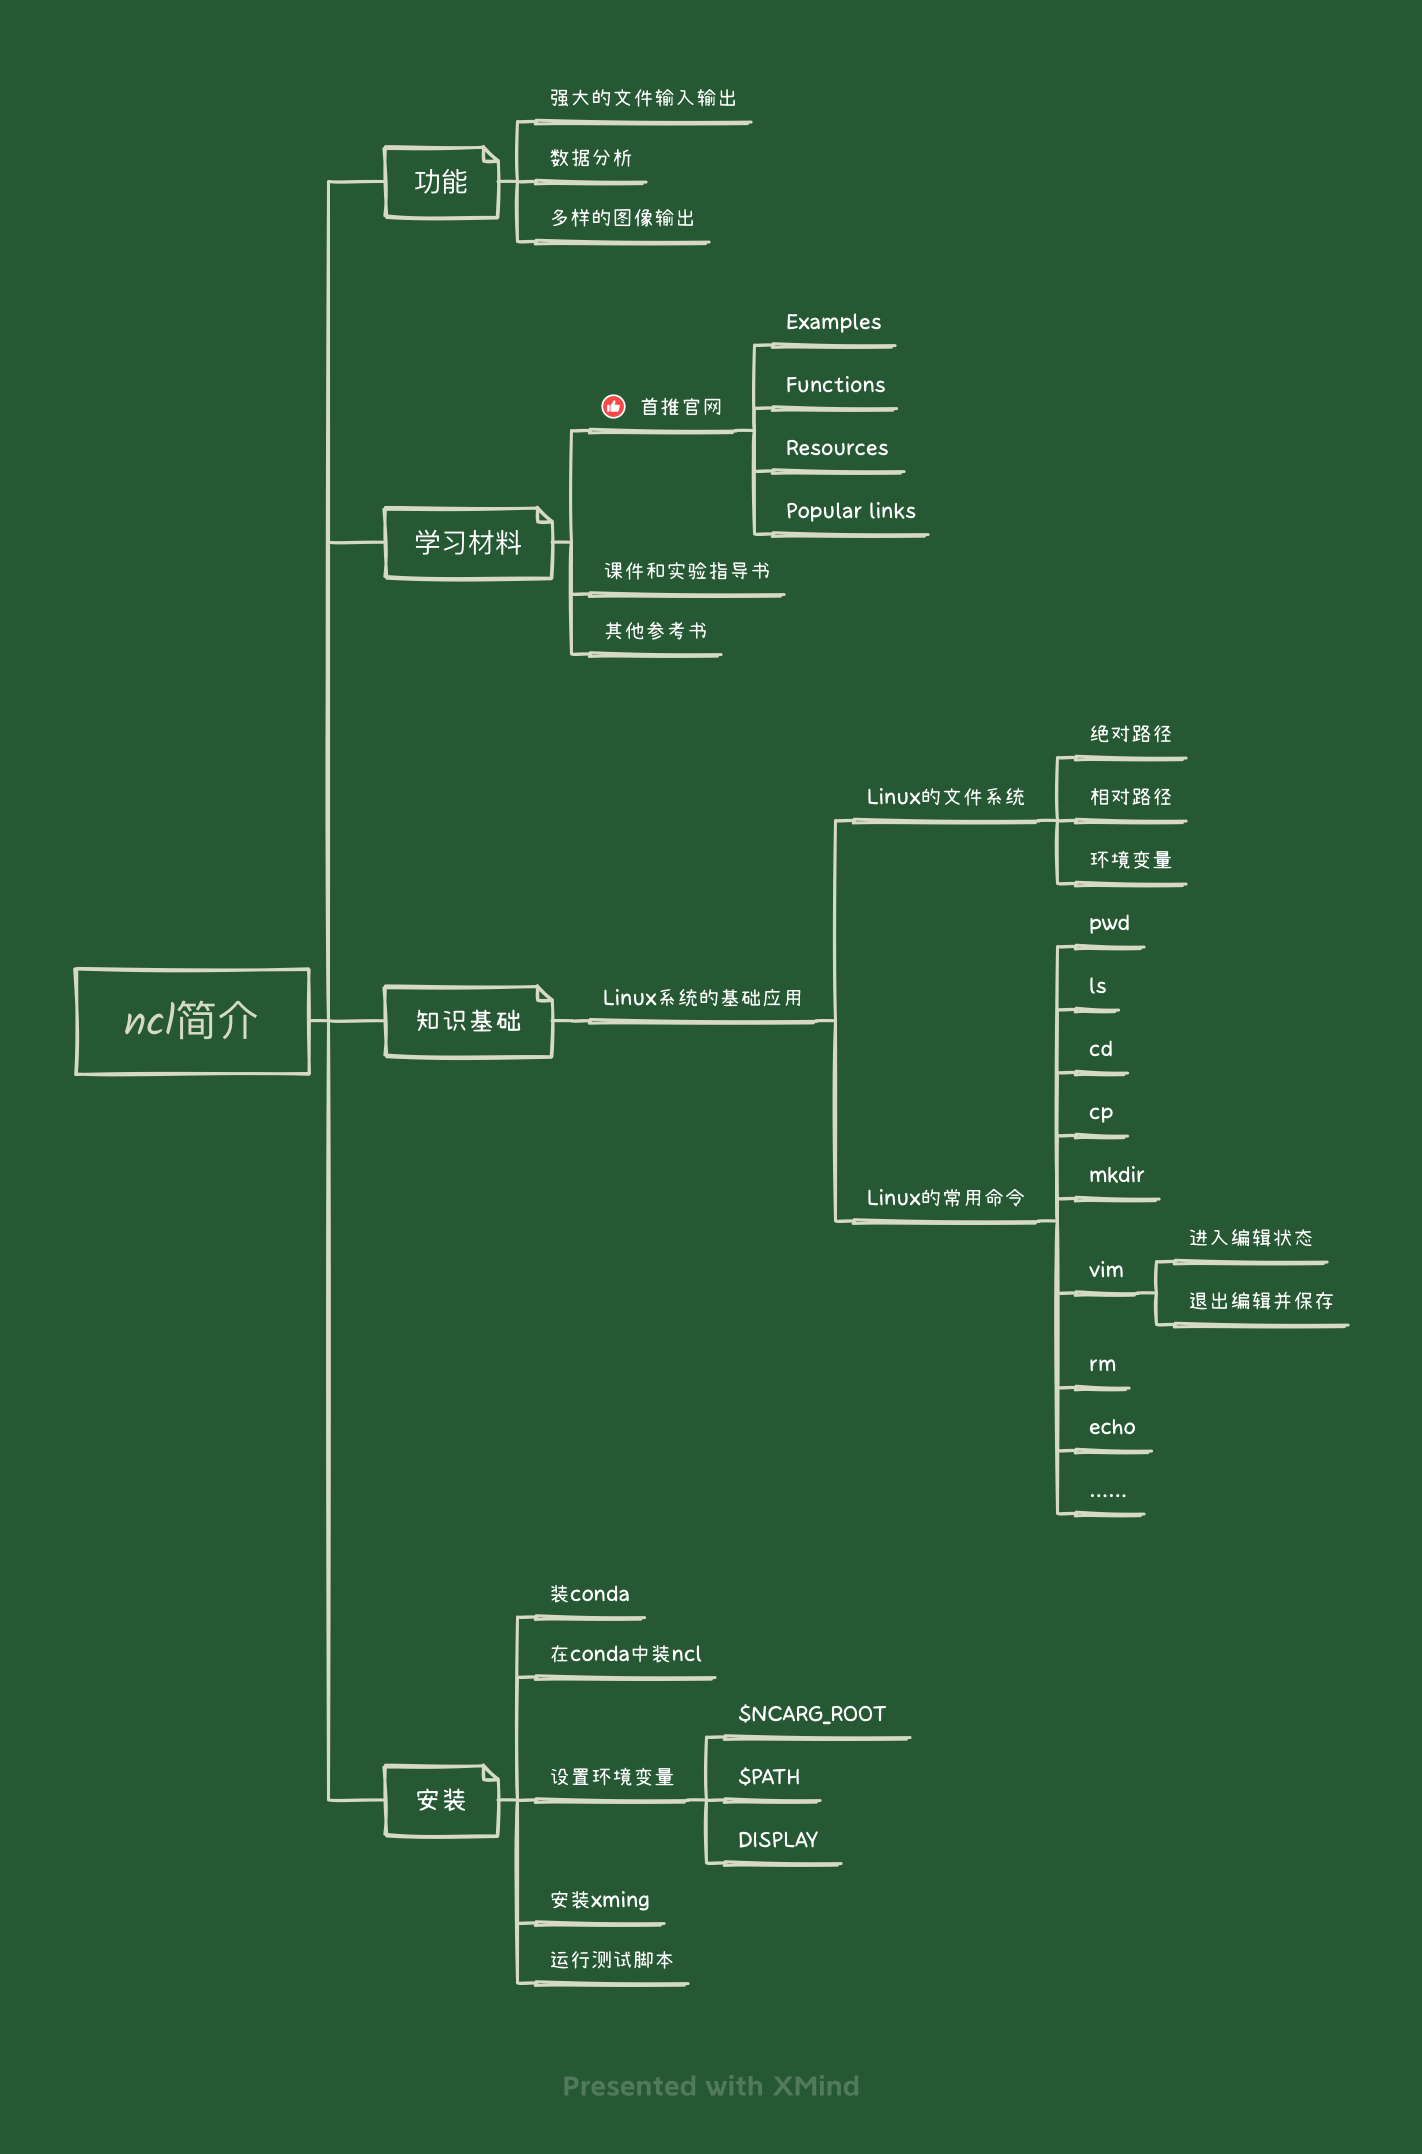 ncl简介
功能
强大的文件输入输出
数据分析
多样的图像输出
学习材料
首推官网
Examples
Functions
Resources
Popular links
课件和实验指导书
其他参考书
知识基础
Linux系统的基础应用
Linux的文件系统
绝对路径
相对路径
环境变量
Linux的常用命令
pwd
ls
cd
cp
mkdir
vim
进入编辑状态
退出编辑并保存
rm
echo
……
安装
装conda
在conda中装ncl
设置环境变量
$NCARG_ROOT
$PATH
DISPLAY
安装xming
运行测试脚本
Presented with XMind